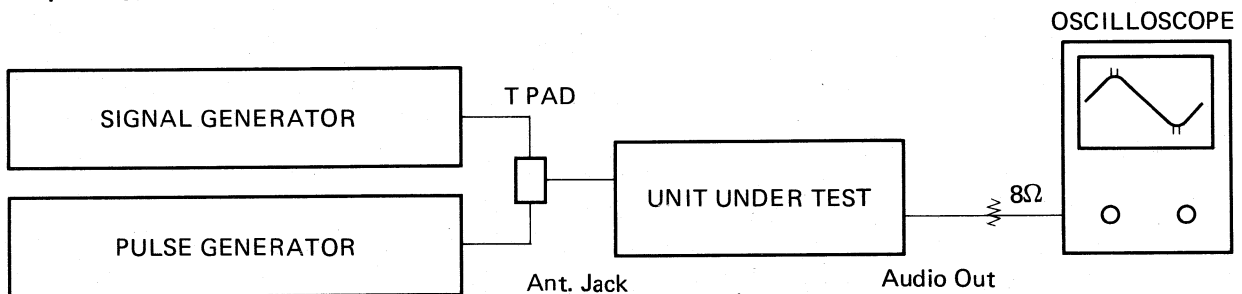 OSCILLOSCOPE
T PAD
SIGNAL GENERATOR
UNIT UNDER TEST
8Ω
PULSE GENERATOR
Ant. Jack
Audio Out